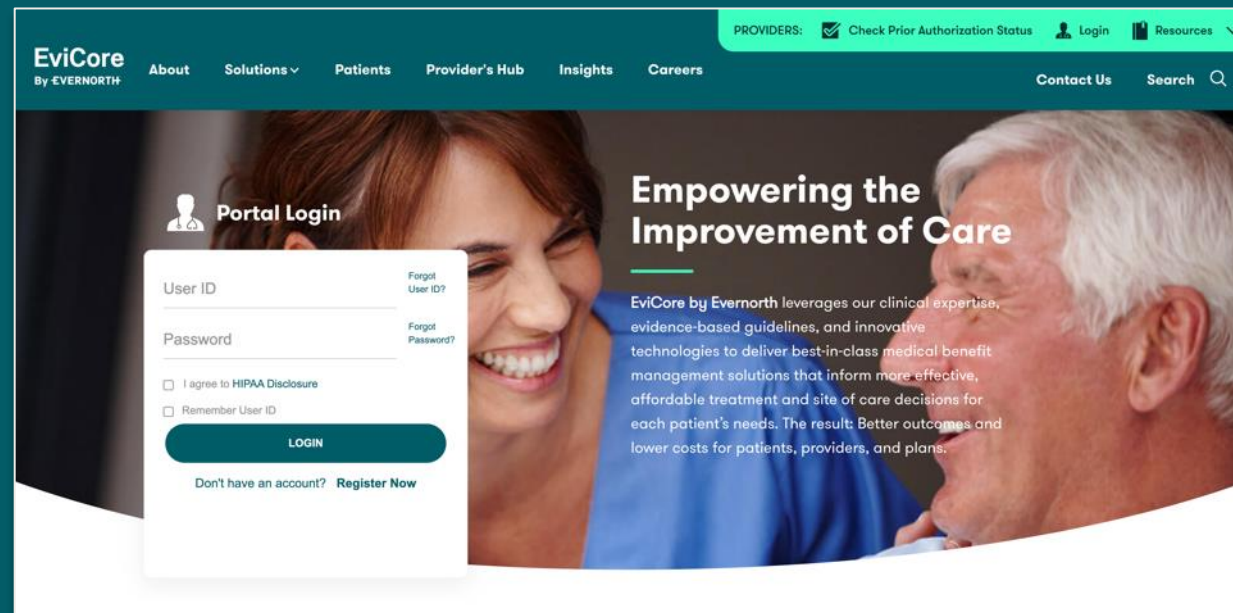 PROVIDERS: Check Prior Authorization Status Login Resources
EviCore
By EVERNORTH
About Solutions Patients Provider's Hub Insights Careers
Contact Us Search
Portal Login
User ID
Forgot
User ID?
Password
Forgot
Password?
I agree to HIPAA Disclosure
Remember User ID
LOGIN
Don't have an account? Register Now
Empowering the
Improvement of Care
EviCore by Evernorth leverages our clinical expertise,
evidence-based guidelines, and innovative
technologies to deliver best-in-class medical benefit
management solutions that inform more effective,
affordable treatment and site of care decisions for
each patient's needs. The result: Better outcomes and
lower costs for patients, providers, and plans.